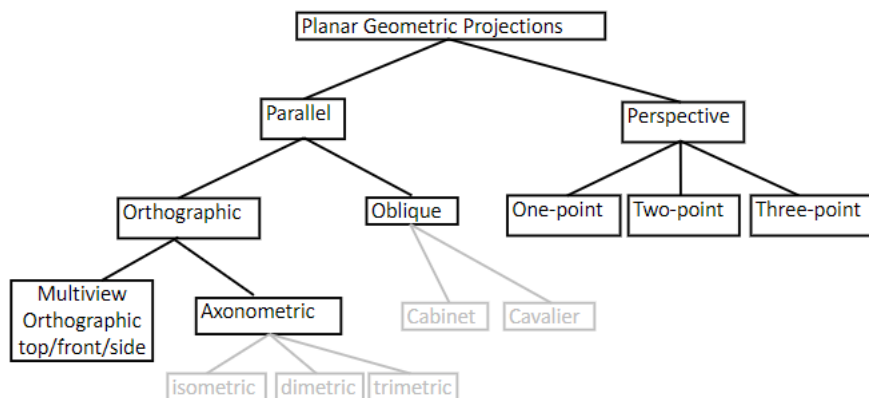 Planar Geometric Projections
Parallel
Perspective
Orthographic
Oblique
One-point
Two-point
Three-point
Multiview
Orthographic
top/front/side
Axonometric
Cabinet
Cavalier
isometric
dimetric
trimetric